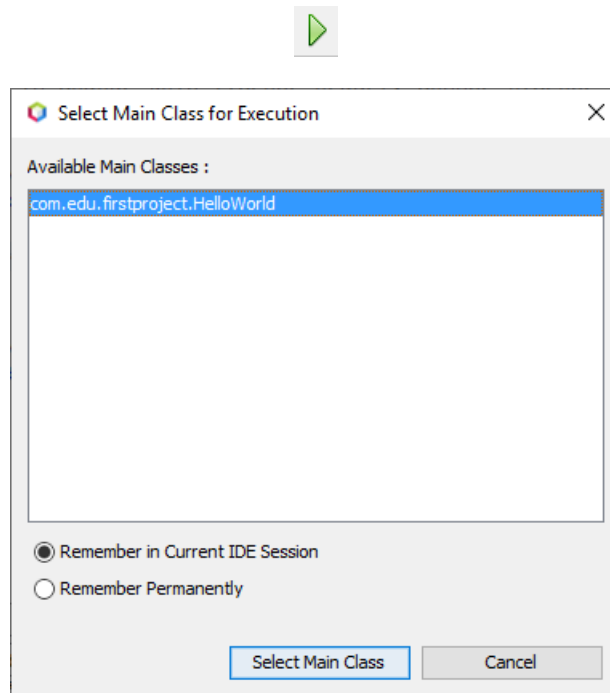 Select Main Class for Execution
Available Main Classes :
com.edu.firstproject.HelloWorld
Remember in Current IDE Session
Remember Permanently
Select Main Class
Cancel